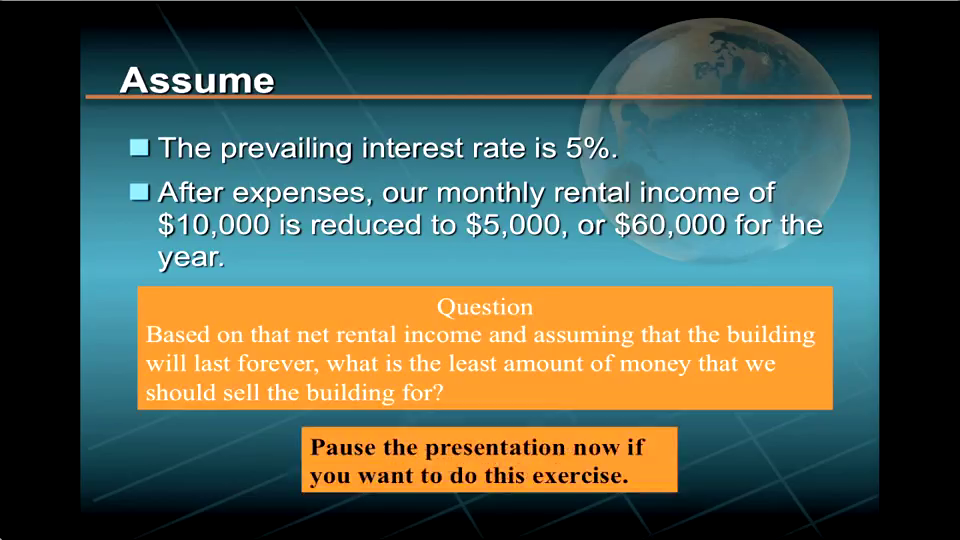 Assume
The prevailing interest rate is 5%.
After expenses, our monthly rental income of
$10,000 is reduced to $5,000, or $60,000 for the
year.
Question
Based on that net rental income and assuming that the building
will last forever, what is the least amount of money that we
should sell the building for?
Pause the presentation now if
you want to do this exercise.